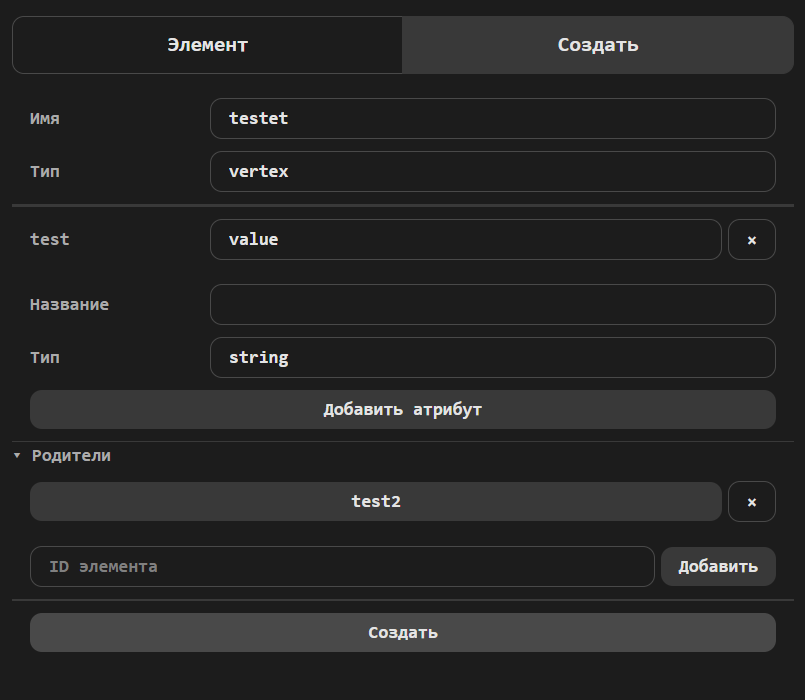 Элемент Создать
Имя testet
Тип vertex
test value ×
Название
Тип string
Добавить атрибут
▾ Родители
test2 ×
ID элемента Добавить
Создать